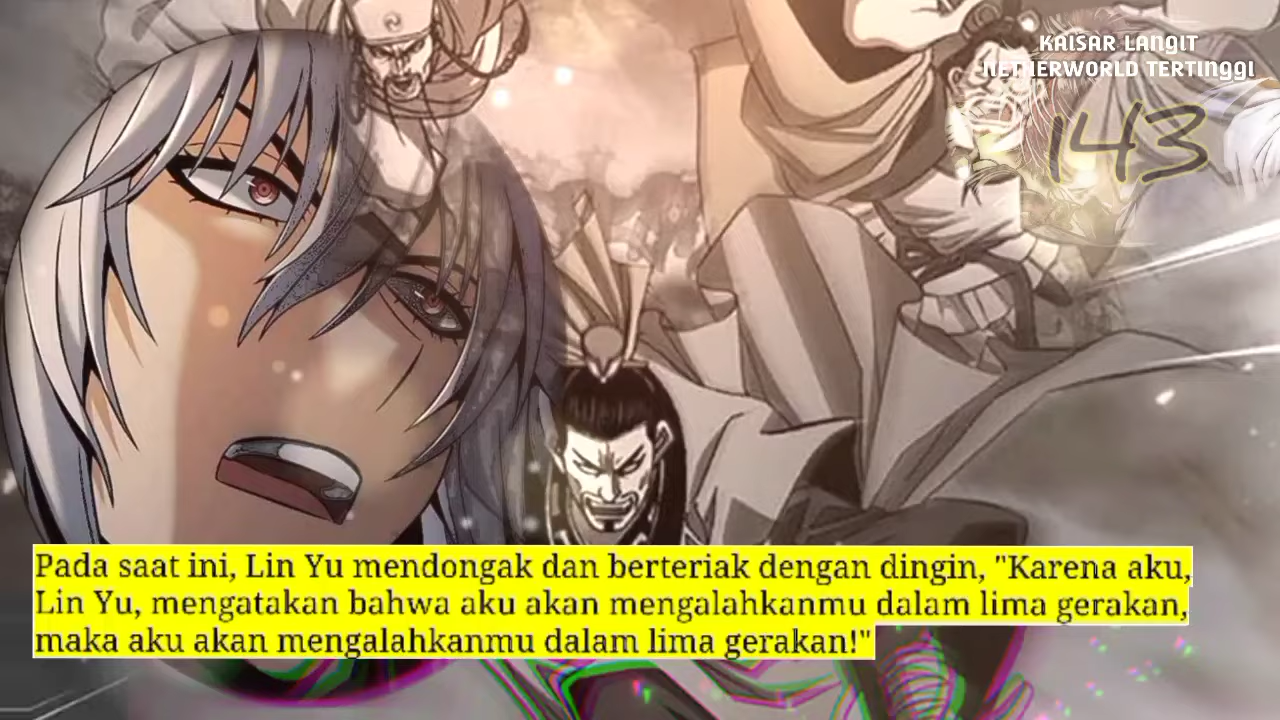 KAISAR LANGIT
NETHERWORLD TERTINGGI
143
Pada saat ini, Lin Yu mendongak dan berteriak dengan dingin, "Karena aku,
Lin Yu, mengatakan bahwa aku akan mengalahkanmu dalam lima gerakan,
maka aku akan mengalahkanmu dalam lima gerakan!"